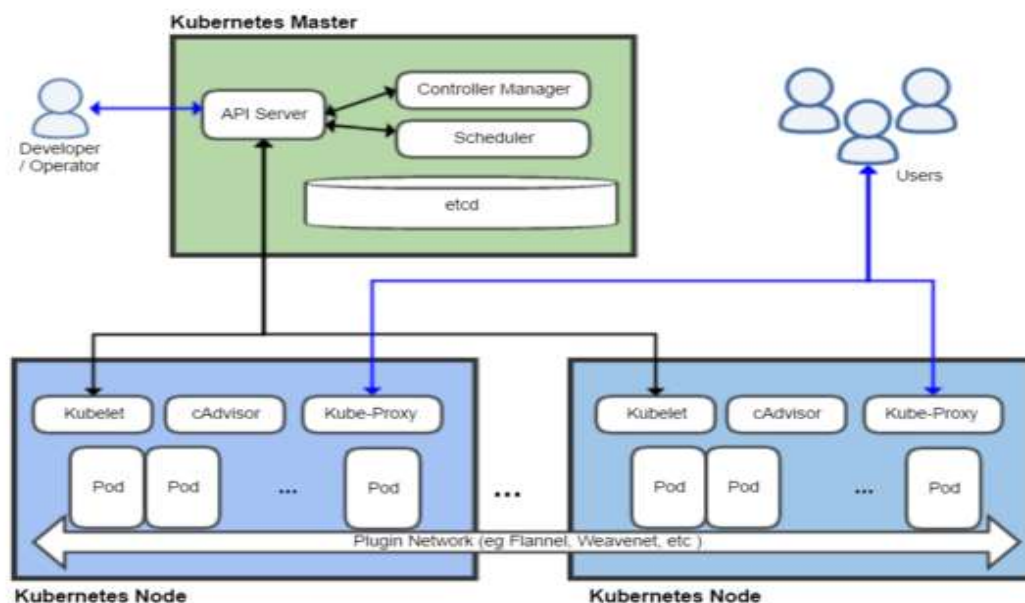 Kubernetes Master
API Server
Controller Manager
Scheduler
etcd
Developer
/ Operator
Users
Kubelet
cAdvisor
Kube-Proxy
Pod
Pod
...
Pod
...
Kubelet
cAdvisor
Kube-Proxy
Pod
Pod
...
Pod
Plugin Network (eg Flannel, Weavenet, etc )
Kubernetes Node
Kubernetes Node